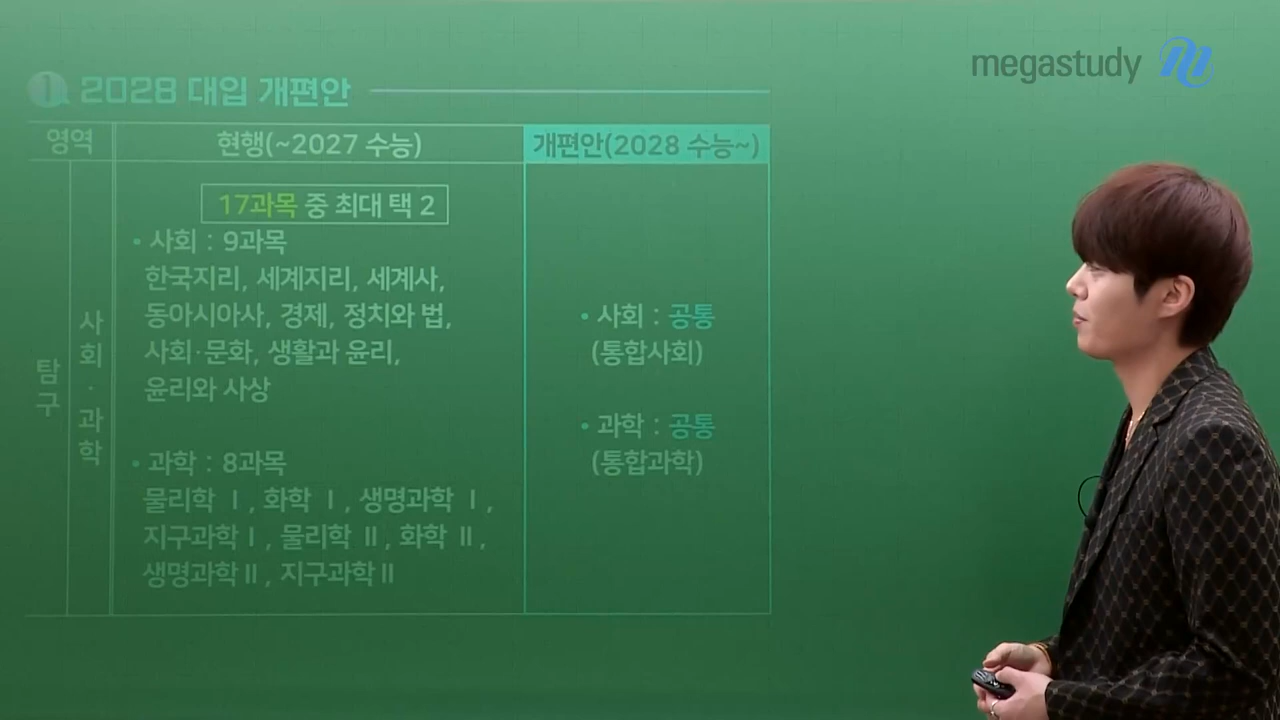 megastudy
1 2028 대입 개편안
영역
현행(~2027 수능)
개편안(2028 수능~)
탐구
사회·과학
17과목 중 최대 택 2
• 사회 : 9과목
한국지리, 세계지리, 세계사,
동아시아사, 경제, 정치와 법,
사회·문화, 생활과 윤리,
윤리와 사상
• 과학 : 8과목
물리학 Ⅰ, 화학 Ⅰ, 생명과학 Ⅰ,
지구과학Ⅰ, 물리학 Ⅱ, 화학 Ⅱ,
생명과학Ⅱ, 지구과학Ⅱ
• 사회 : 공통
(통합사회)
• 과학 : 공통
(통합과학)